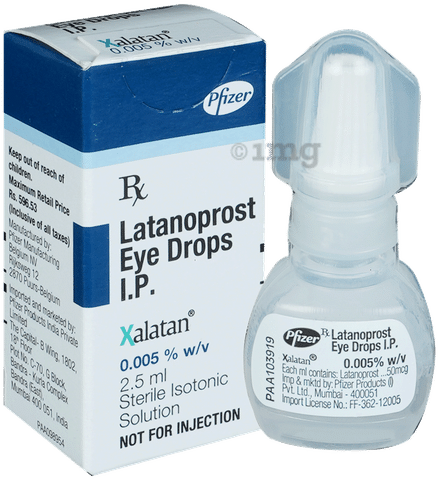 Xalatan®
0.005 % w/v
Pfizer
Rx
Latanoprost
Eye Drops
I.P.
Xalatan®
0.005 % w/v
2.5 ml
Sterile Isotonic
Solution
NOT FOR INJECTION
Keep out of reach of
children.
Maximum Retail Price
Rs. 596.53
(inclusive of all taxes)
Manufactured by:
Pfizer Manufacturing
Belgium NV
Rijksweg 12
2870 Puurs-Belgium
Imported and marketed by:
Pfizer Products India Private
Limited
The Capital- B Wing, 1802,
18th Floor,
Plot No. C-70, G Block,
Bandra - Kurla Complex
Bandra (East), Mumbai
400 051, India
PAA098954
1mg
Pfizer
Rx Latanoprost
Eye Drops I.P.
Xalatan®
0.005% w/v
Each ml contains: Latanoprost ...50mcg
Imp & mktd by: Pfizer Products (I)
Pvt. Ltd., Mumbai - 400051
Import License No.: FF-362-12005
PAA103919